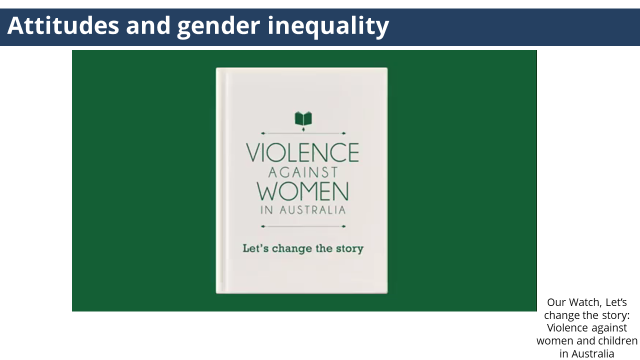 Attitudes and gender inequality
VIOLENCE
AGAINST
WOMEN
IN AUSTRALIA
Let's change the story
Our Watch, Let's
change the story:
Violence against
women and children
in Australia